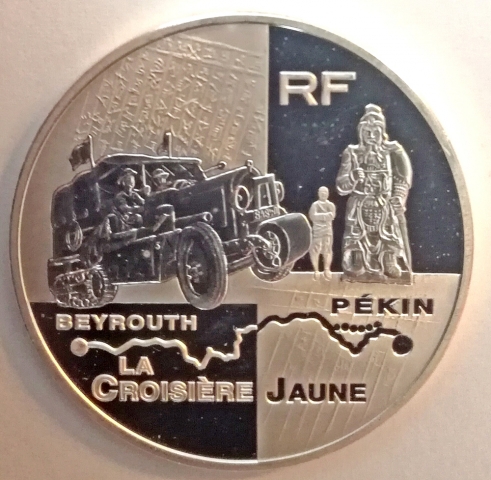 RF
BEYROUTH
PÉKIN
LA
CROISIÈRE JAUNE